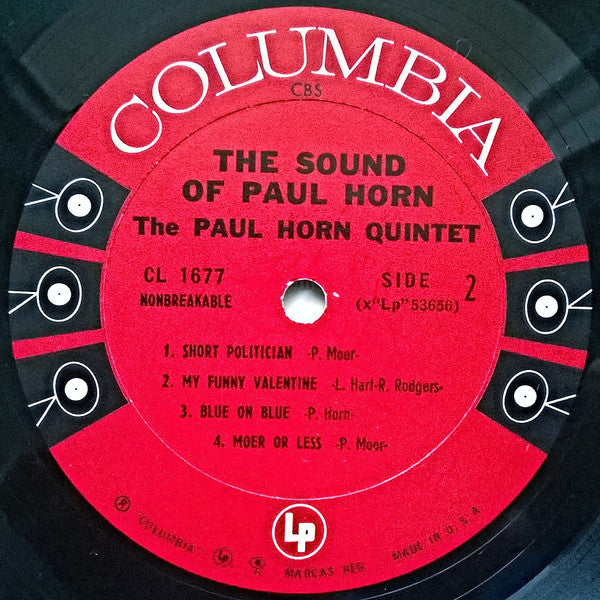 COLUMBIA
CBS
THE SOUND
OF PAUL HORN
The PAUL HORN QUINTET
CL 1677
NONBREAKABLE
SIDE 2
(x"Lp"53656)
1. SHORT POLITICIAN -P. Moer-
2. MY FUNNY VALENTINE -L. Hart-R. Rodgers-
3. BLUE ON BLUE -P. Horn-
4. MOER OR LESS -P. Moer-
Lp
® "COLUMBIA" Lp MARCAS REG. MADE IN U.S.A.